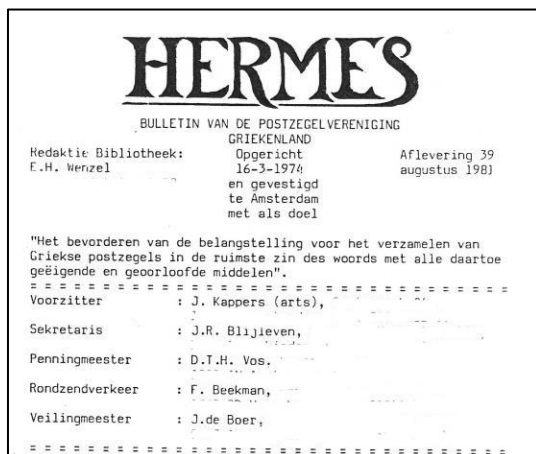 HERMES
BULLETIN VAN DE POSTZEGELVERENIGING
GRIEKENLAND
Redaktie Bibliotheek: Opgericht Aflevering 39
E.H. Wenzel 16-3-1974 augustus 1981
en gevestigd
te Amsterdam
met als doel
"Het bevorderen van de belangstelling voor het verzamelen van
Griekse postzegels in de ruimste zin des woords met alle daartoe
geëigende en geoorloofde middelen".
Voorzitter : J. Kappers (arts),
Sekretaris : J.R. Blijleven,
Penningmeester : D.T.H. Vos.
Rondzendverkeer : F. Beekman,
Veilingmeester : J.de Boer,